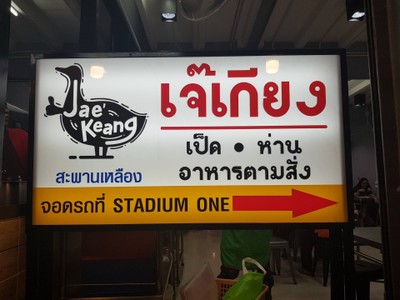 Jae'
Keang
สะพานเหลือง
เจ๊เกียง
เป็ด • ห่าน
อาหารตามสั่ง
จอดรถที่ STADIUM ONE